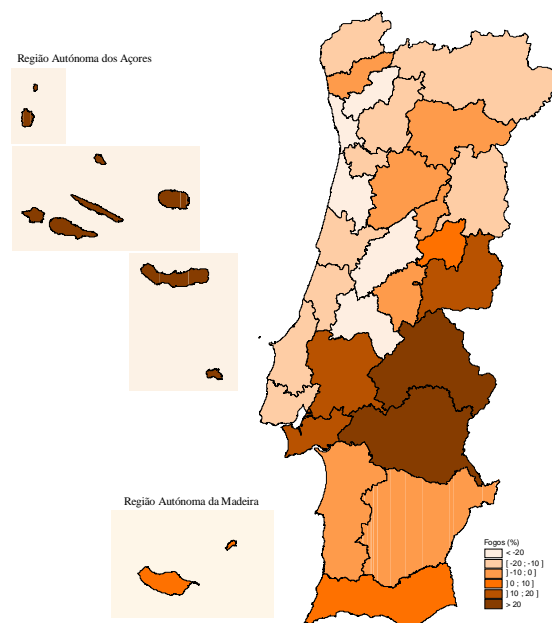 Região Autónoma dos Açores
Região Autónoma da Madeira
Fogos (%)
< -20
[ -20 ; -10 ]
] -10 ; 0 ]
] 0 ; 10 ]
] 10 ; 20 ]
> 20